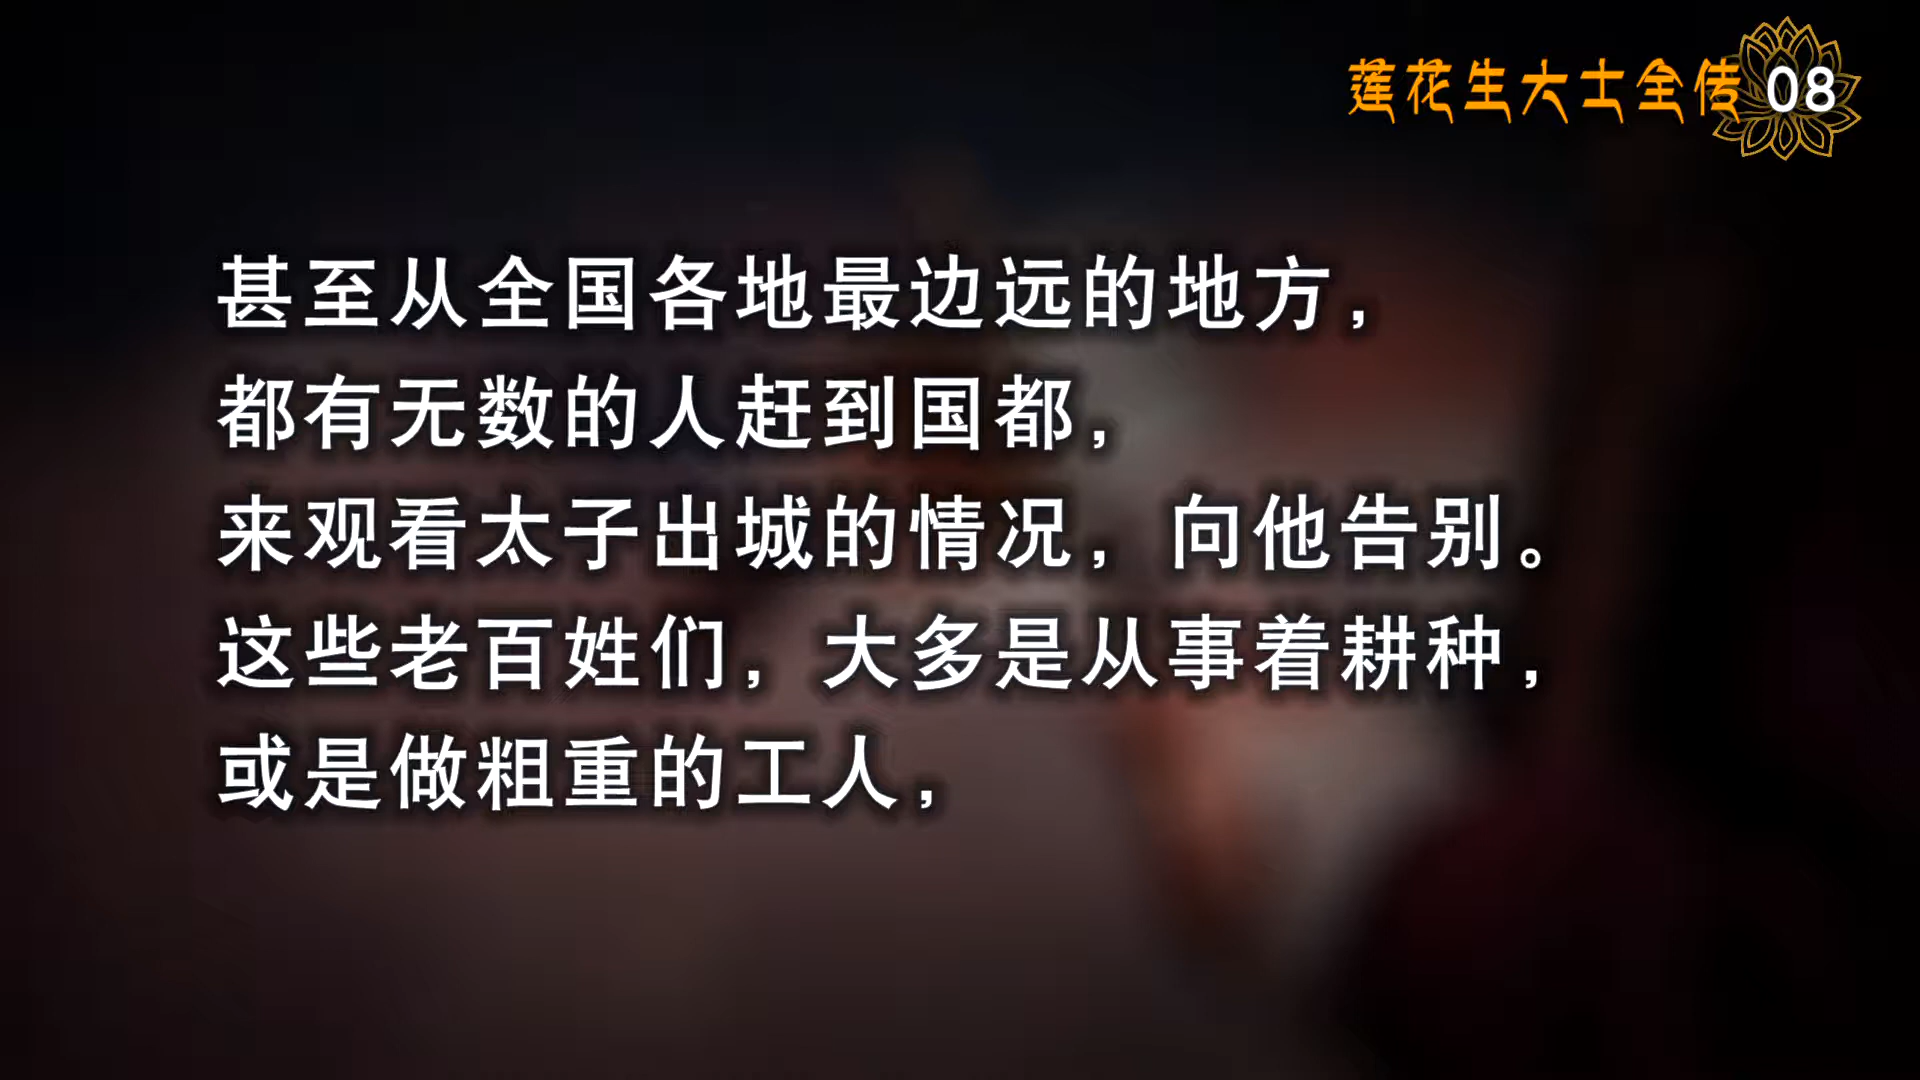 莲花生大士全传 08
甚至从全国各地最边远的地方，
都有无数的人赶到国都，
来观看太子出城的情况，向他告别。
这些老百姓们，大多是从事着耕种，
或是做粗重的工人，